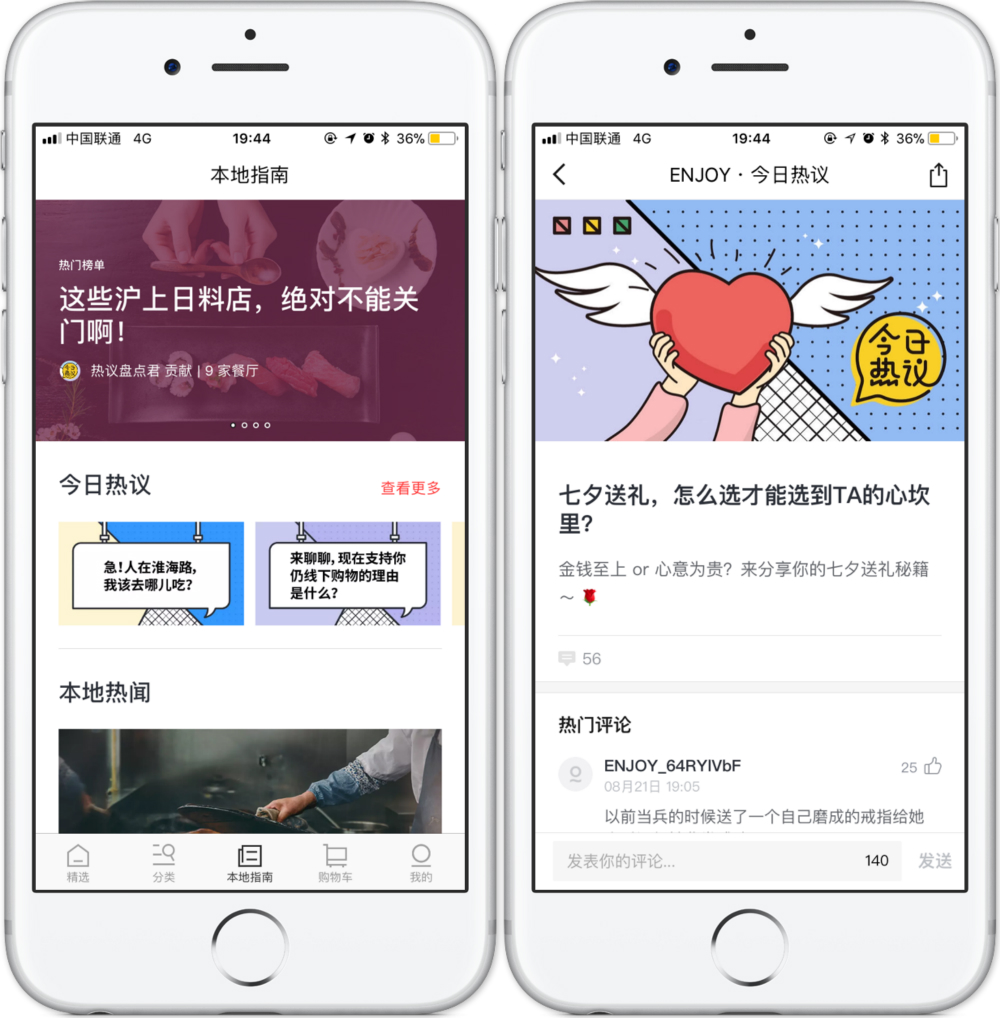 中国联通 4G 19:44 36%
本地指南
热门榜单
这些沪上日料店，绝对不能关
门啊！
热议盘点君 贡献 | 9 家餐厅
今日热议 查看更多
急！人在淮海路，
我该去哪儿吃？
来聊聊，现在支持你
仍线下购物的理由
是什么？
本地热闻
精选 分类 本地指南 购物车 我的
中国联通 4G 19:44 36%
ENJOY · 今日热议
今日
热议
七夕送礼，怎么选才能选到TA的心坎
里？
金钱至上 or 心意为贵？来分享你的七夕送礼秘籍
～🌹
56
热门评论
ENJOY_64RYlVbF 25
08月21日 19:05
以前当兵的时候送了一个自己磨成的戒指给她
发表你的评论... 140 发送